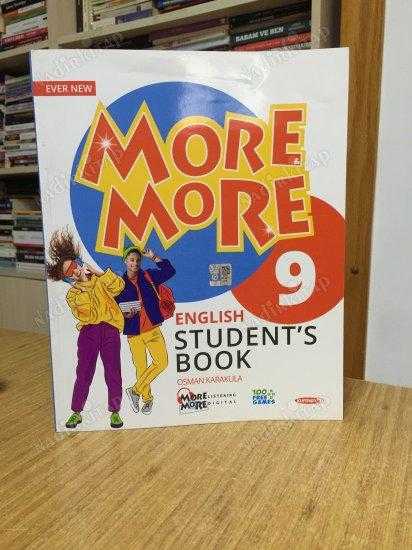 EVER NEW
MORE
&
MORE
9
ENGLISH
STUDENT'S
BOOK
OSMAN KARAKULA
MORE
MORE
LISTENING
DIGITAL
100
FREE
GAMES
BABAM VE BEN